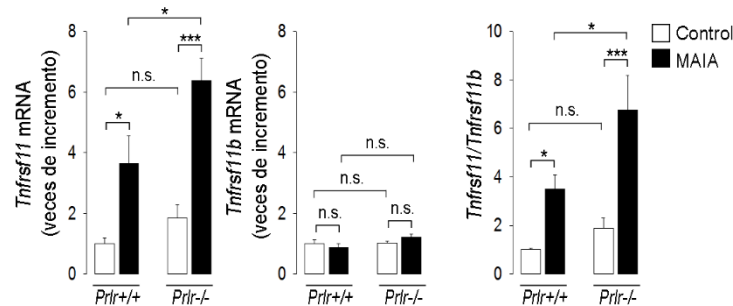 Tnfrsf11 mRNA
(veces de incremento)
8
6
4
2
0
*
***
n.s.
*
Prlr+/+ Prlr-/-
Tnfrsf11b mRNA
(veces de incremento)
8
6
4
2
0
n.s.
n.s.
n.s.
n.s.
Prlr+/+ Prlr-/-
Tnfrsf11/Tnfrsf11b
10
8
6
4
2
0
*
***
n.s.
*
Prlr+/+ Prlr-/-
Control
MAIA